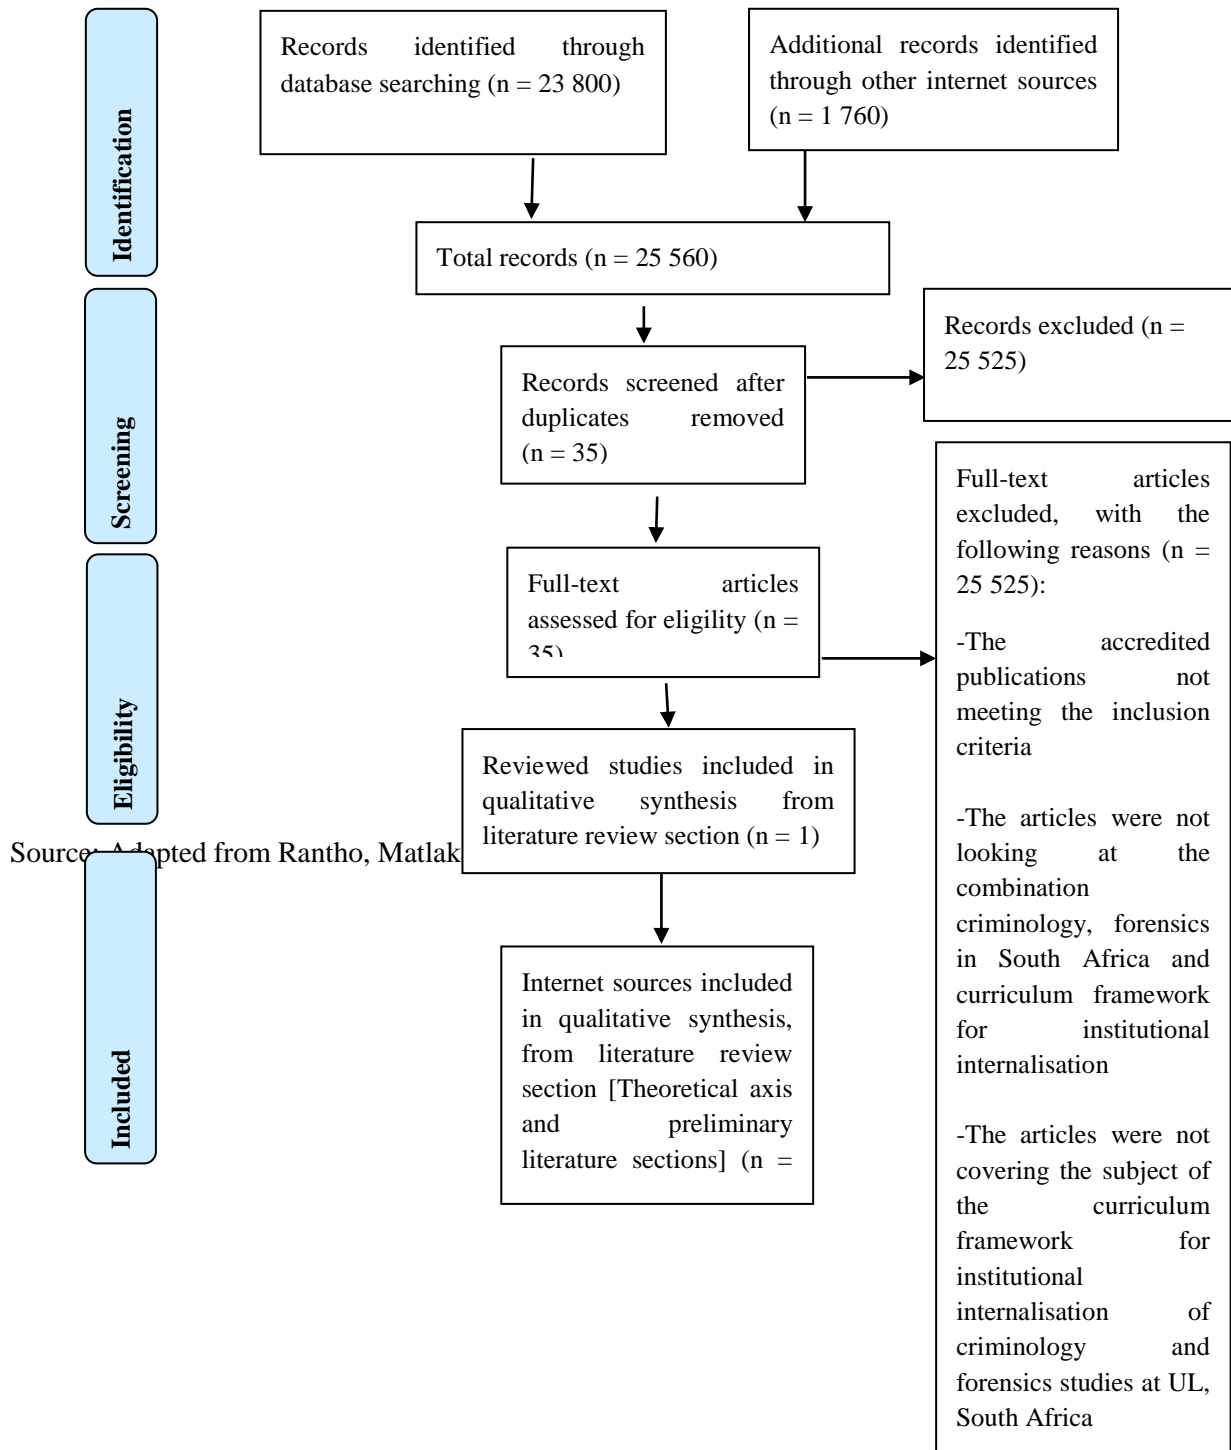 Records identified through
database searching (n = 23 800)
Additional records identified
through other internet sources
(n = 1 760)
Identification
Total records (n = 25 560)
Records excluded (n =
25 525)
Records screened after
duplicates removed
(n = 35)
Screening
Full-text articles
excluded, with the
following reasons (n =
25 525):
-The accredited
publications not
meeting the inclusion
criteria
-The articles were not
looking at the
combination
criminology, forensics
in South Africa and
curriculum framework
for institutional
internalisation
-The articles were not
covering the subject of
the curriculum
framework for
institutional
internalisation of
criminology and
forensics studies at UL,
South Africa
Full-text articles
assessed for eligility (n =
35)
Eligibility
Reviewed studies included in
qualitative synthesis from
literature review section (n = 1)
Source: Adapted from Rantho, Matlak
Included
Internet sources included
in qualitative synthesis,
from literature review
section [Theoretical axis
and preliminary
literature sections] (n =